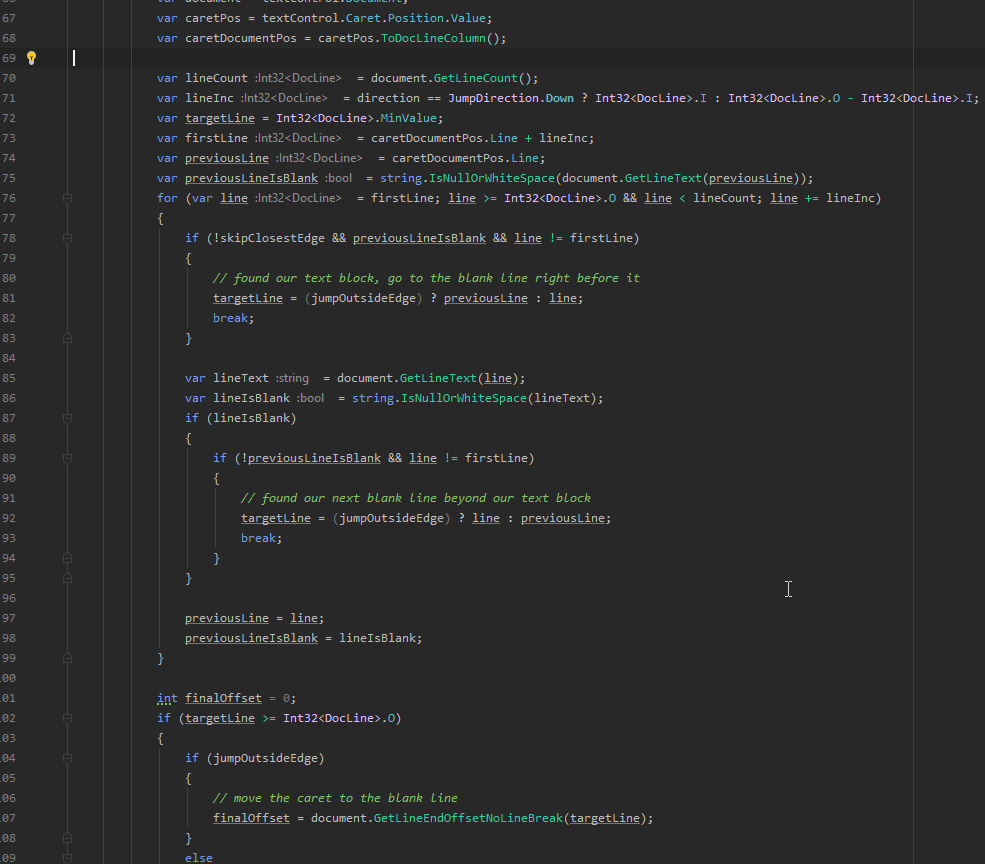 var document = textControl.Document;
67 var caretPos = textControl.Caret.Position.Value;
68 var caretDocumentPos = caretPos.ToDocLineColumn();
69
70 var lineCount :Int32<DocLine> = document.GetLineCount();
71 var lineInc :Int32<DocLine> = direction == JumpDirection.Down ? Int32<DocLine>.I : Int32<DocLine>.O - Int32<DocLine>.I;
72 var targetLine = Int32<DocLine>.MinValue;
73 var firstLine :Int32<DocLine> = caretDocumentPos.Line + lineInc;
74 var previousLine :Int32<DocLine> = caretDocumentPos.Line;
75 var previousLineIsBlank :bool = string.IsNullOrWhiteSpace(document.GetLineText(previousLine));
76 for (var line :Int32<DocLine> = firstLine; line >= Int32<DocLine>.O && line < lineCount; line += lineInc)
77 {
78 if (!skipClosestEdge && previousLineIsBlank && line != firstLine)
79 {
80 // found our text block, go to the blank line right before it
81 targetLine = (jumpOutsideEdge) ? previousLine : line;
82 break;
83 }
84
85 var lineText :string = document.GetLineText(line);
86 var lineIsBlank :bool = string.IsNullOrWhiteSpace(lineText);
87 if (lineIsBlank)
88 {
89 if (!previousLineIsBlank && line != firstLine)
90 {
91 // found our next blank line beyond our text block
92 targetLine = (jumpOutsideEdge) ? line : previousLine;
93 break;
94 }
95 }
96
97 previousLine = line;
98 previousLineIsBlank = lineIsBlank;
99 }
00
01 int finalOffset = 0;
02 if (targetLine >= Int32<DocLine>.O)
03 {
04 if (jumpOutsideEdge)
05 {
06 // move the caret to the blank line
07 finalOffset = document.GetLineEndOffsetNoLineBreak(targetLine);
08 }
09 else